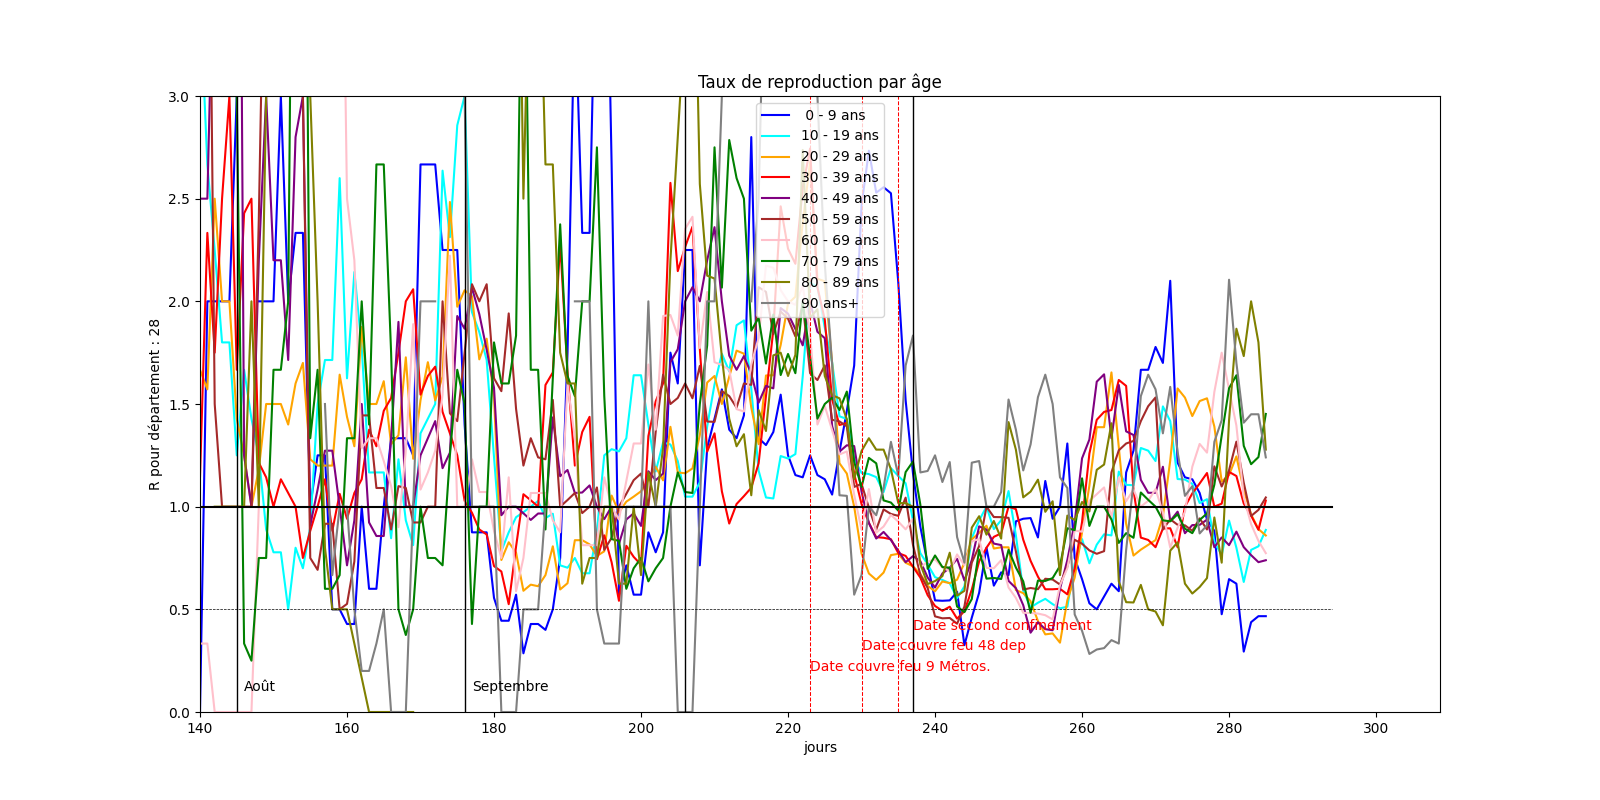 Taux de reproduction par âge
3.0
2.5
2.0
1.5
1.0
0.5
0.0
R pour département : 28
0 - 9 ans
10 - 19 ans
20 - 29 ans
30 - 39 ans
40 - 49 ans
50 - 59 ans
60 - 69 ans
70 - 79 ans
80 - 89 ans
90 ans+
Date second confinement
Date couvre feu 48 dep
Date couvre feu 9 Métros.
Août
Septembre
140
160
180
200
220
240
260
280
300
jours